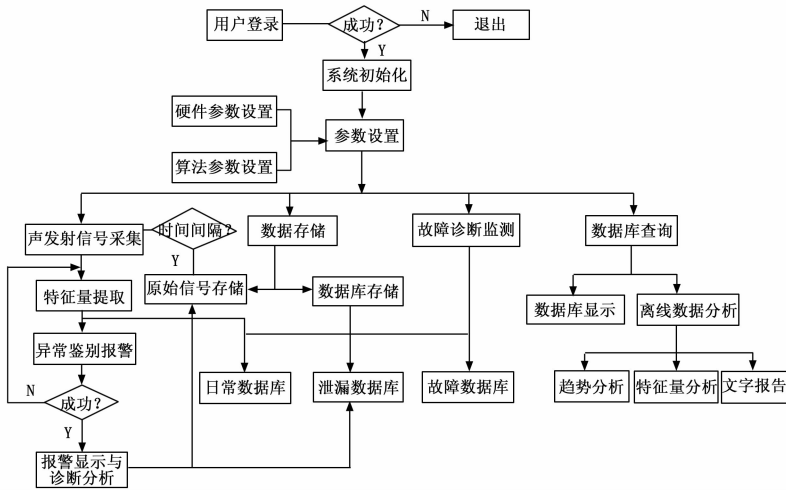 用户登录
成功?
N
退出
Y
系统初始化
硬件参数设置
参数设置
算法参数设置
声发射信号采集
时间间隔?
数据存储
故障诊断监测
数据库查询
Y
特征量提取
原始信号存储
数据库存储
数据库显示
离线数据分析
异常鉴别报警
日常数据库
泄漏数据库
故障数据库
趋势分析
特征量分析
文字报告
N
成功?
Y
报警显示与
诊断分析